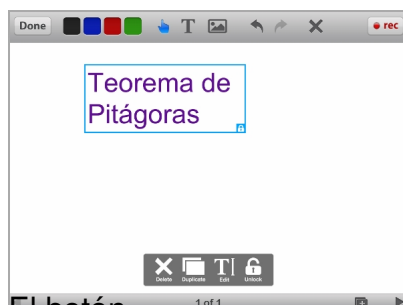 Done
T
rec
Teorema de
Pitágoras
Delete
Duplicate
T
Edit
Unlock
El botón
1 of 1